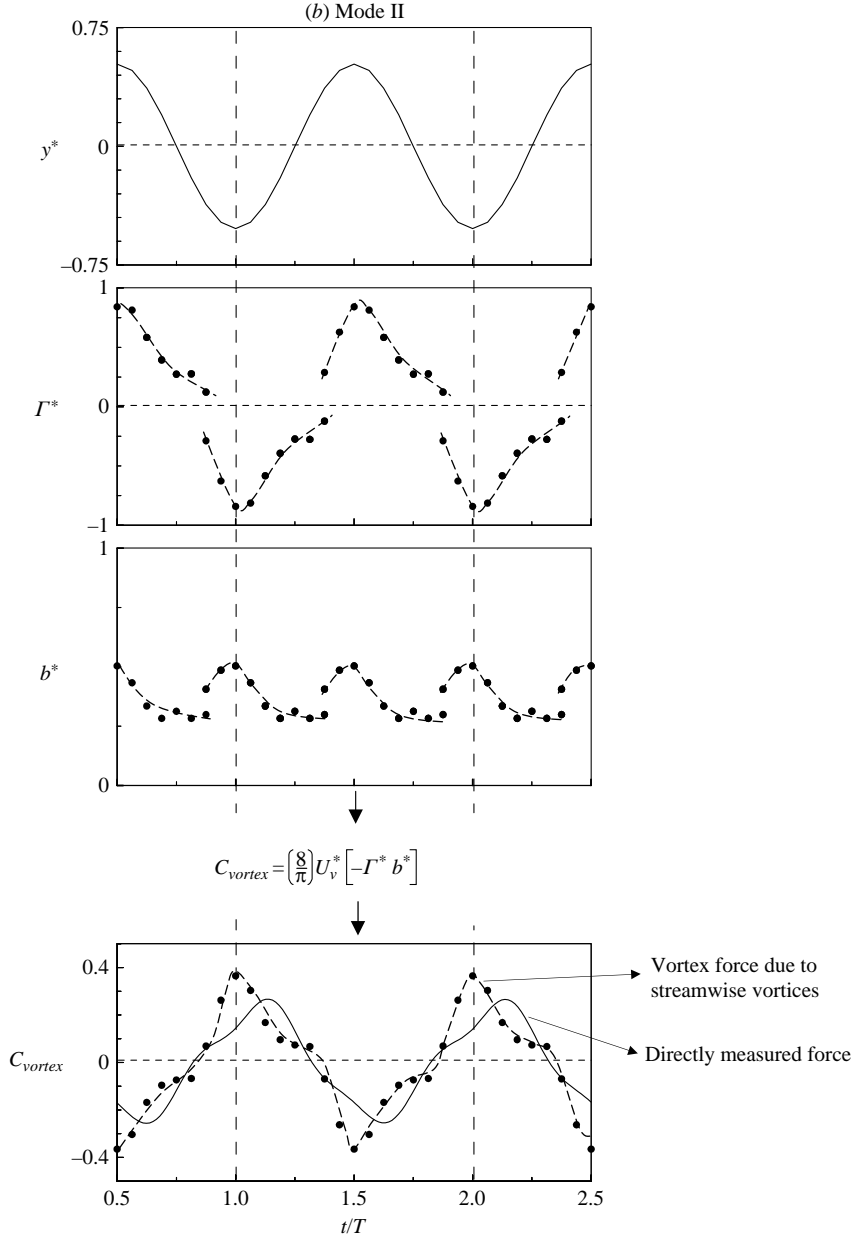 (b) Mode II
0.75
y*
0
–0.75
1
Γ*
0
–1
1
b*
0
C_vortex = (8/π) U_v* [–Γ* b*]
0.4
Vortex force due to
streamwise vortices
C_vortex
0
Directly measured force
–0.4
0.5 1.0 1.5 2.0 2.5
t/T